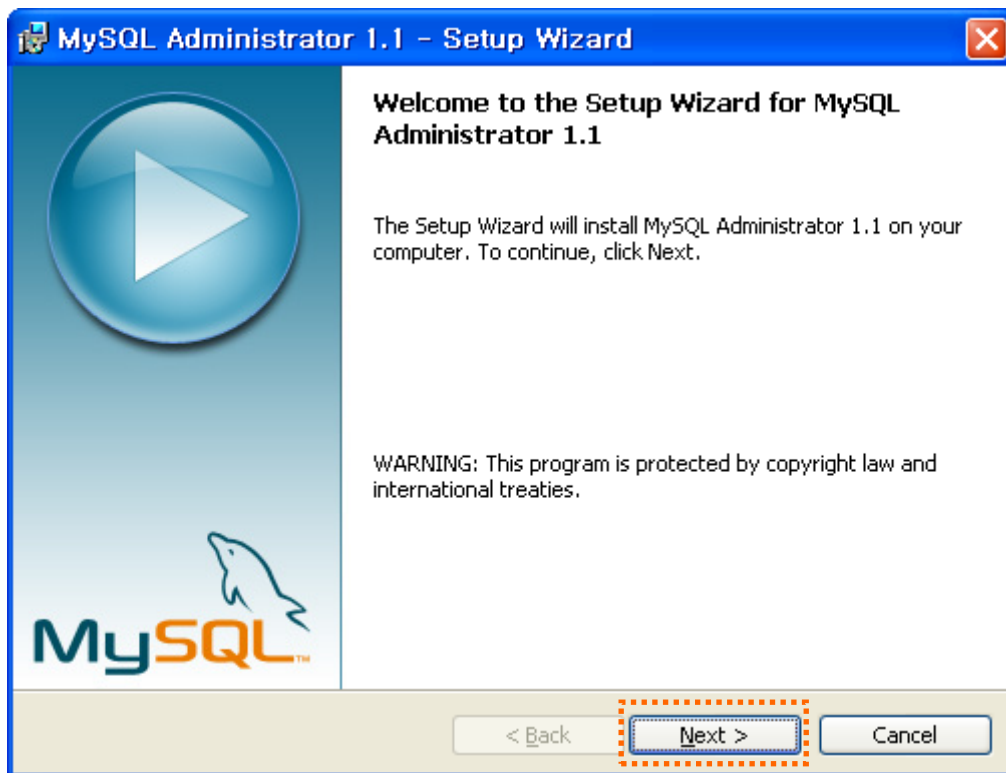 MySQL Administrator 1.1 - Setup Wizard
Welcome to the Setup Wizard for MySQL
Administrator 1.1
The Setup Wizard will install MySQL Administrator 1.1 on your
computer. To continue, click Next.
WARNING: This program is protected by copyright law and
international treaties.
MySQL™
< Back
Next >
Cancel